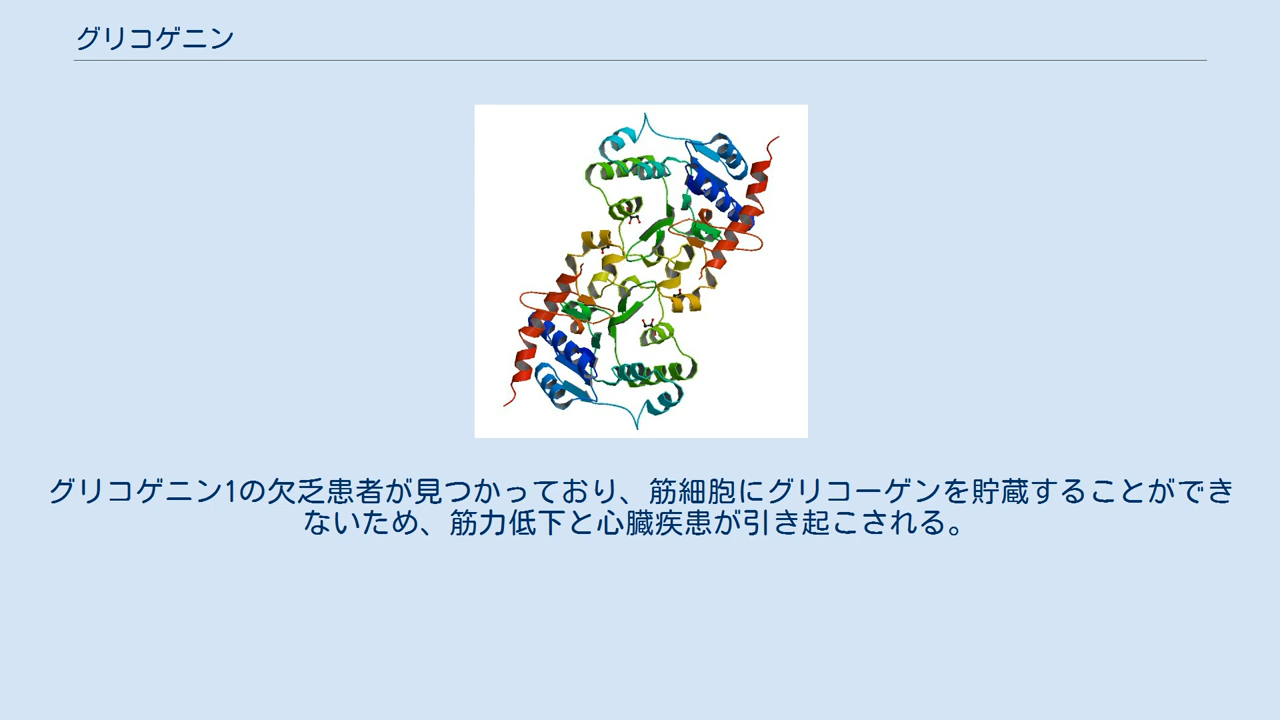 グリコゲニン
グリコゲニン1の欠乏患者が見つかっており、筋細胞にグリコーゲンを貯蔵することができ
ないため、筋力低下と心臓疾患が引き起こされる。